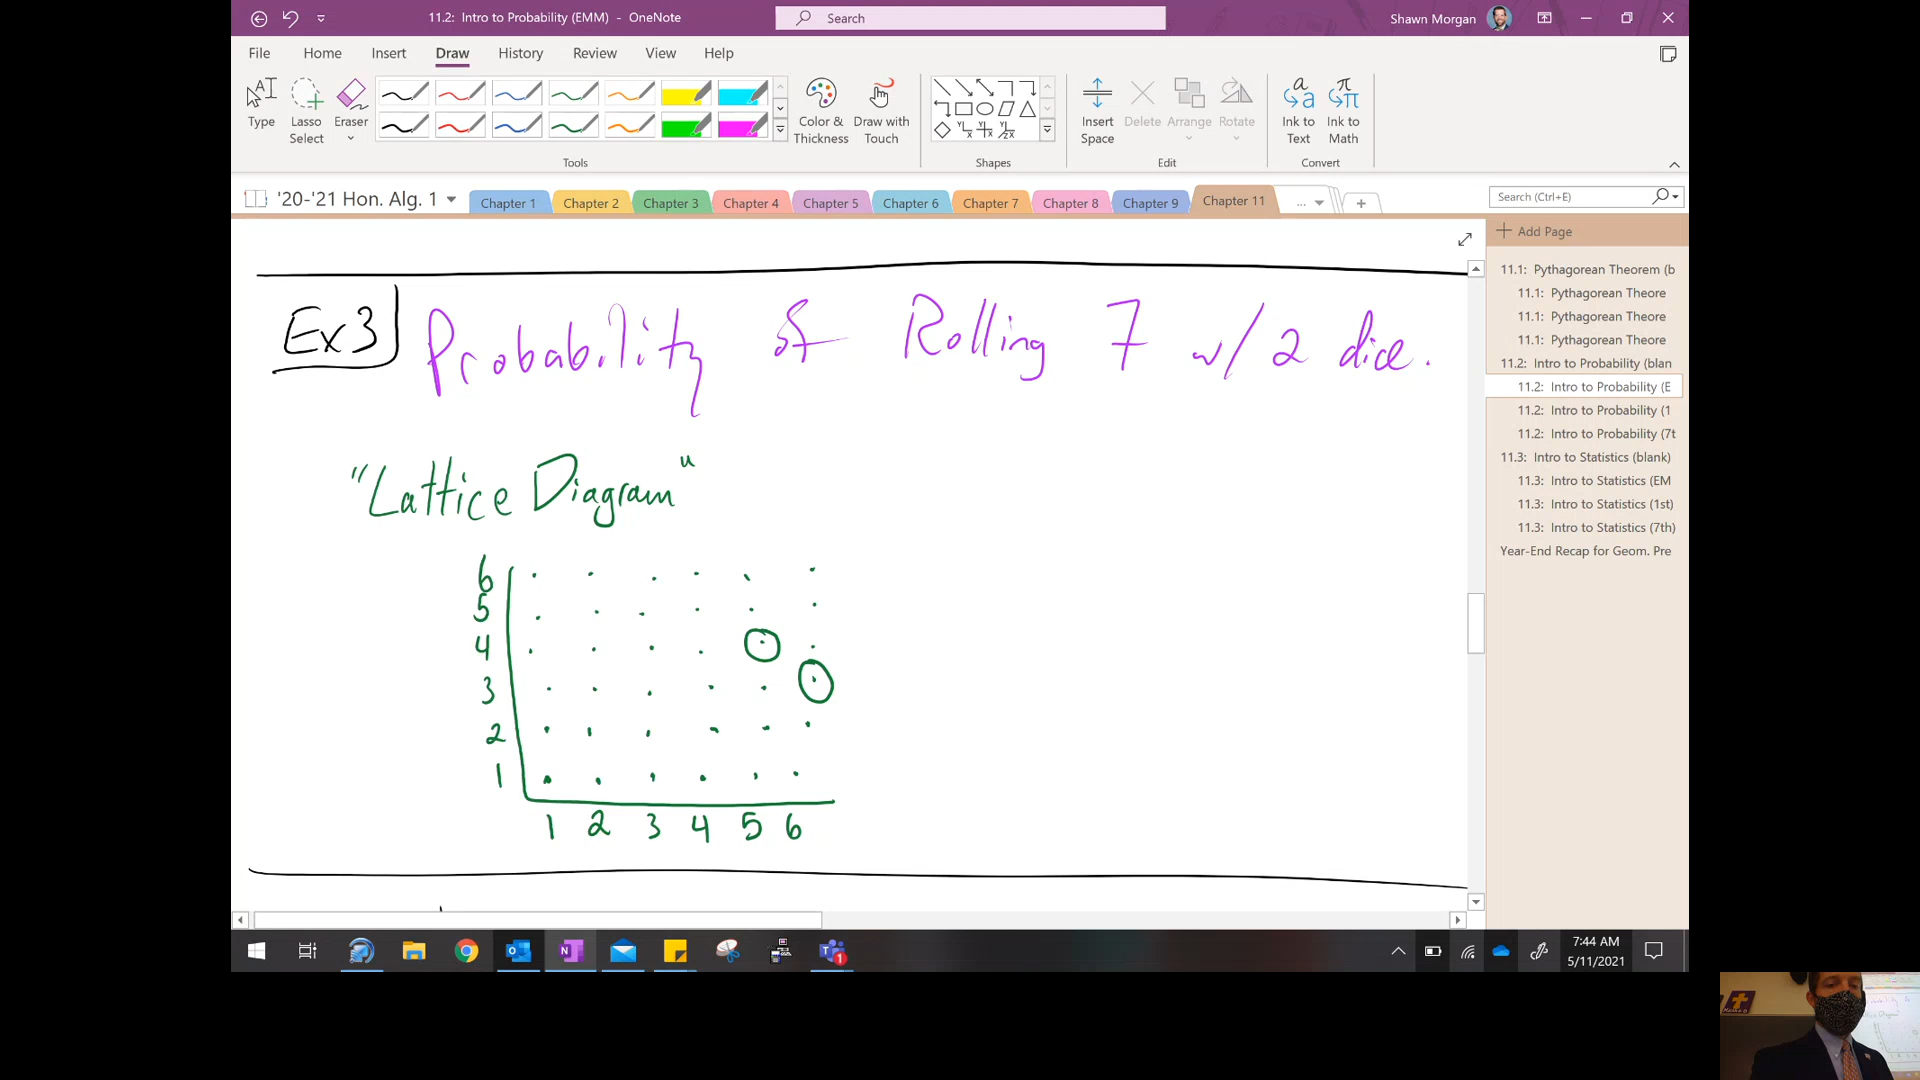 11.2: Intro to Probability (EMM) - OneNote
Search
Shawn Morgan
File Home Insert Draw History Review View Help
Type
Lasso Select
Eraser
Color & Thickness
Draw with Touch
Insert Space
Delete
Arrange
Rotate
Ink to Text
Ink to Math
Tools
Shapes
Edit
Convert
'20-'21 Hon. Alg. 1
Chapter 1 Chapter 2 Chapter 3 Chapter 4 Chapter 5 Chapter 6 Chapter 7 Chapter 8 Chapter 9 Chapter 11 ...
Search (Ctrl+E)
Add Page
11.1: Pythagorean Theorem (b
11.1: Pythagorean Theore
11.1: Pythagorean Theore
11.1: Pythagorean Theore
11.2: Intro to Probability (blan
11.2: Intro to Probability (E
11.2: Intro to Probability (1
11.2: Intro to Probability (7t
11.3: Intro to Statistics (blank)
11.3: Intro to Statistics (EM
11.3: Intro to Statistics (1st)
11.3: Intro to Statistics (7th)
Year-End Recap for Geom. Pre
Ex3 Probability of Rolling 7 w/ 2 dice.
"Lattice Diagram"
6
5
4
3
2
1
1 2 3 4 5 6
7:44 AM
5/11/2021